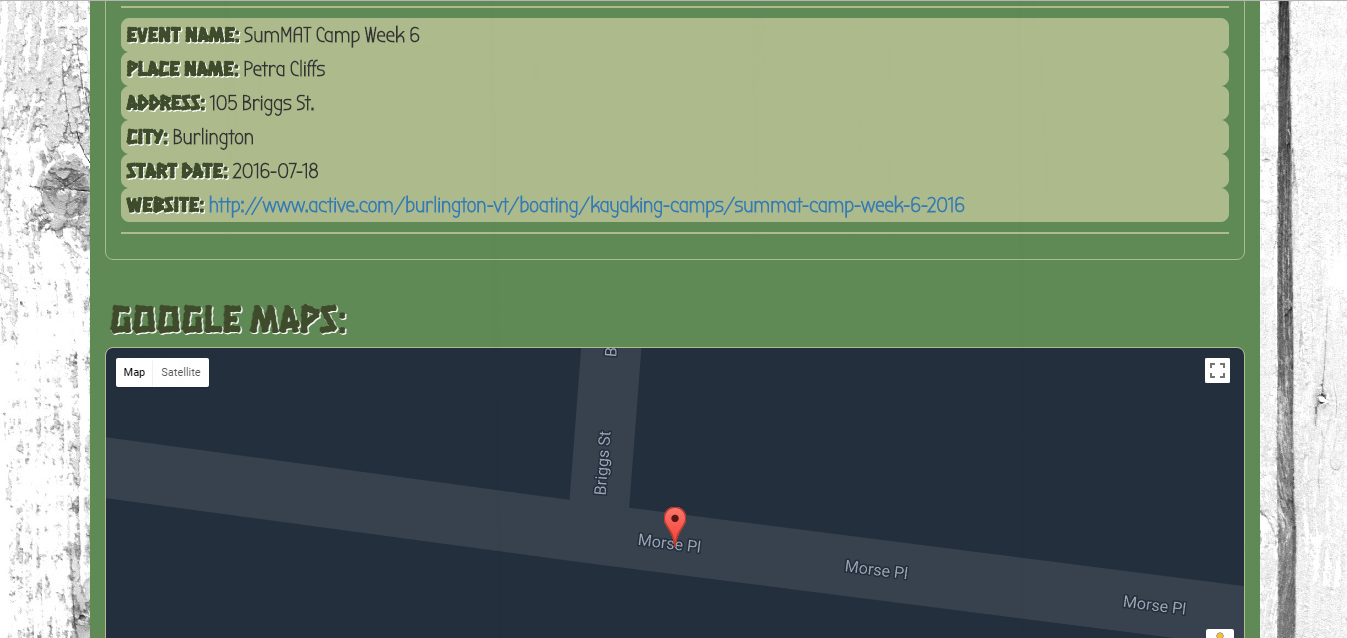 EVENT NAME: SumMAT Camp Week 6
PLACE NAME: Petra Cliffs
ADDRESS: 105 Briggs St.
CITY: Burlington
START DATE: 2016-07-18
WEBSITE: http://www.active.com/burlington-vt/boating/kayaking-camps/summat-camp-week-6-2016
GOOGLE MAPS:
Map Satellite
Briggs St
Morse Pl
Morse Pl
Morse Pl